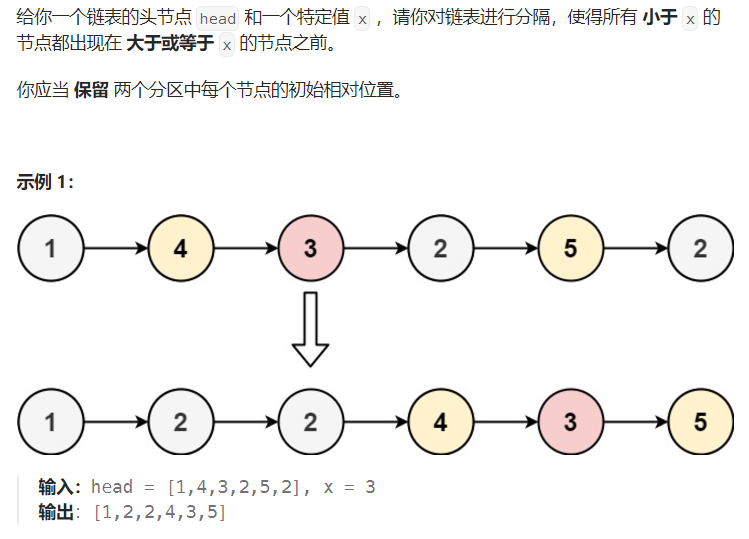 给你一个链表的头节点 head 和一个特定值 x ，请你对链表进行分隔，使得所有 小于 x 的
节点都出现在 大于或等于 x 的节点之前。
你应当 保留 两个分区中每个节点的初始相对位置。
示例 1：
1 4 3 2 5 2
1 2 2 4 3 5
输入：head = [1,4,3,2,5,2], x = 3
输出：[1,2,2,4,3,5]